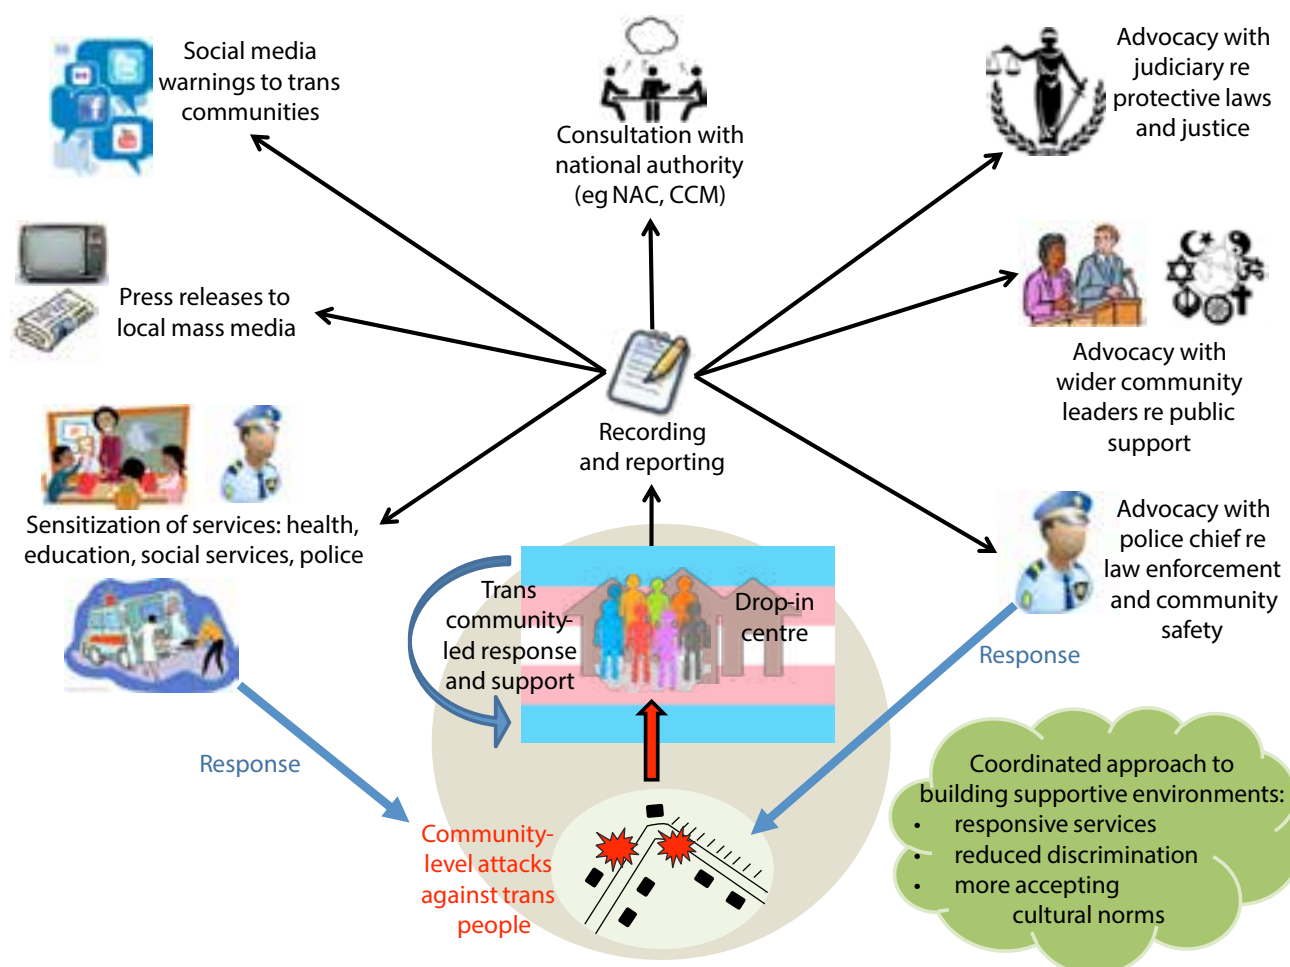 Social media
warnings to trans
communities
Consultation with
national authority
(eg NAC, CCM)
Advocacy with
judiciary re
protective laws
and justice
Press releases to
local mass media
Advocacy with
wider community
leaders re public
support
Recording
and reporting
Sensitization of services: health,
education, social services, police
Advocacy with
police chief re
law enforcement
and community
safety
Trans
community-
led response
and support
Drop-in
centre
Response
Response
Community-
level attacks
against trans
people
Coordinated approach to
building supportive environments:
• responsive services
• reduced discrimination
• more accepting
cultural norms